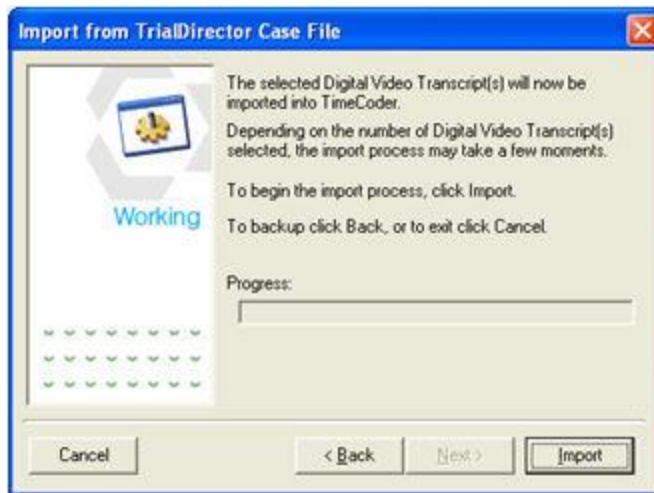 Import from TrialDirector Case File
The selected Digital Video Transcript(s) will now be
imported into TimeCoder.
Depending on the number of Digital Video Transcript(s)
selected, the import process may take a few moments.
To begin the import process, click Import.
Working
To backup click Back, or to exit click Cancel.
Progress:
Cancel
< Back
Next >
Import